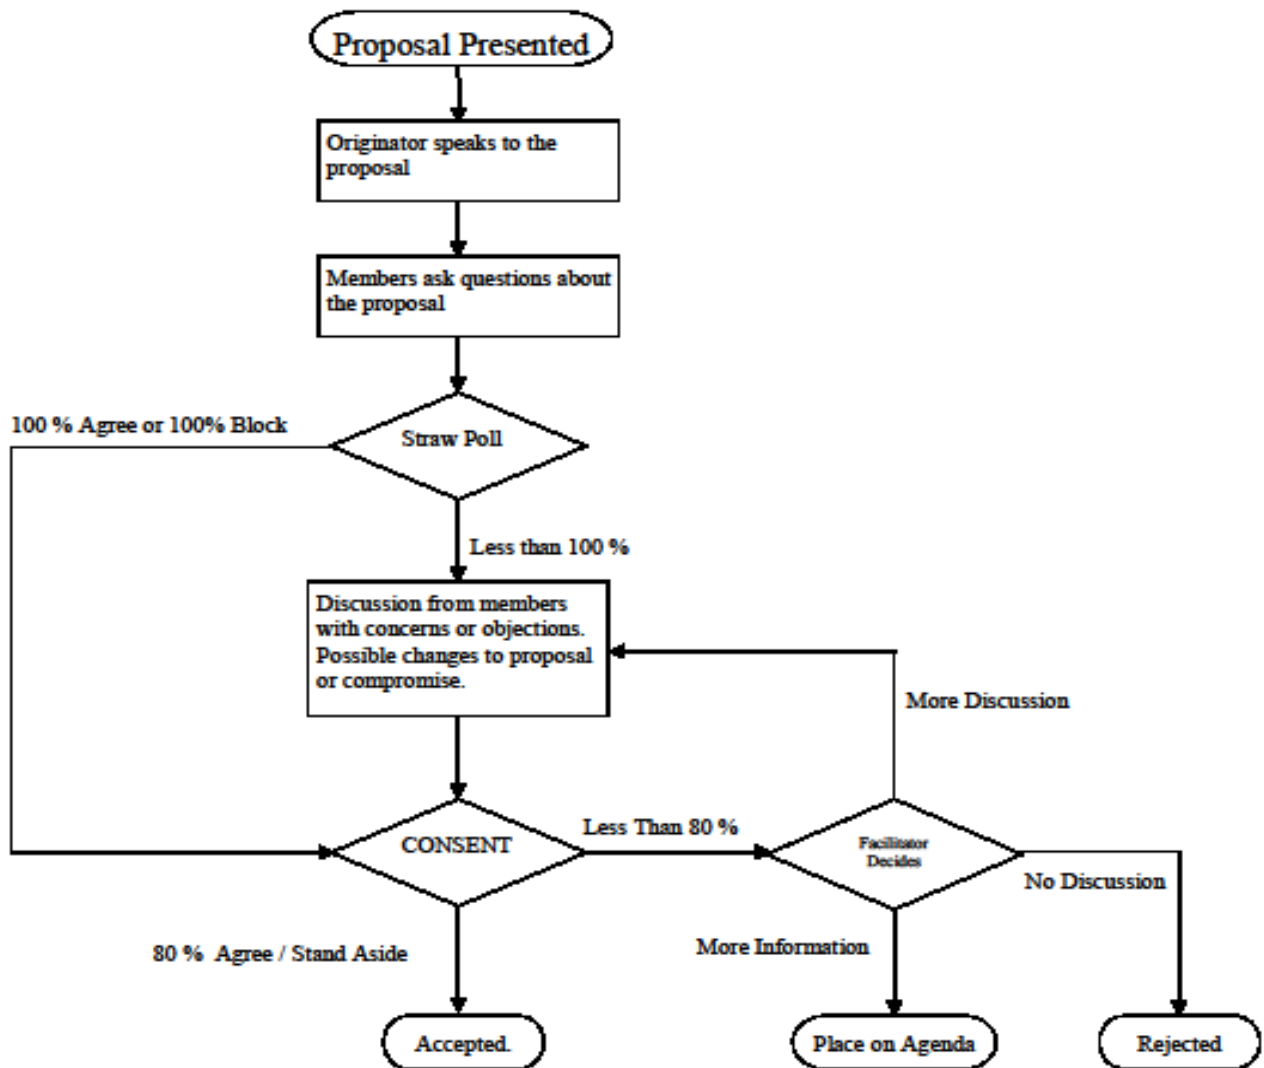 Proposal Presented
Originator speaks to the
proposal
Members ask questions about
the proposal
100 % Agree or 100% Block
Straw Poll
Less than 100 %
Discussion from members
with concerns or objections.
Possible changes to proposal
or compromise.
More Discussion
CONSENT
Less Than 80 %
Facilitator
Decides
No Discussion
80 % Agree / Stand Aside
More Information
Accepted.
Place on Agenda
Rejected